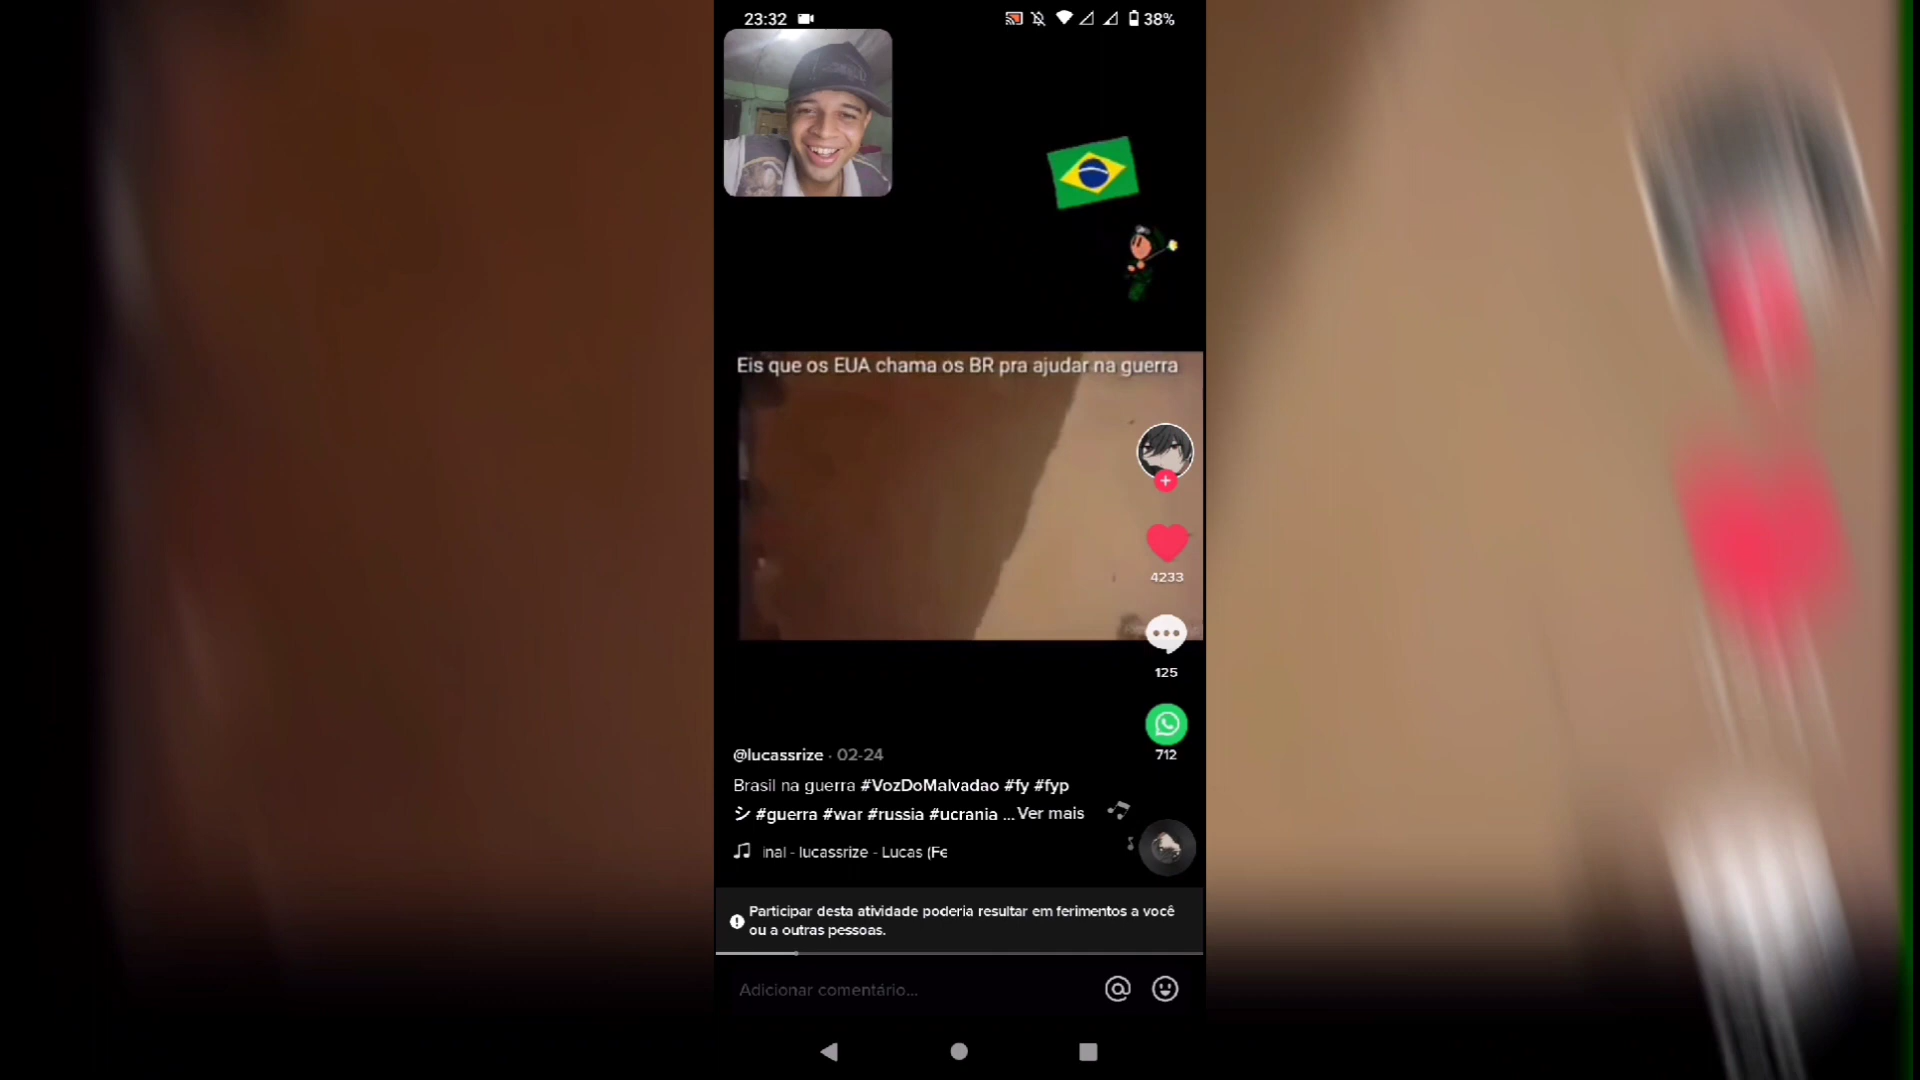 23:32
38%
Eis que os EUA chama os BR pra ajudar na guerra
4233
125
712
@lucassrize · 02-24
Brasil na guerra #VozDoMalvadao #fy #fyp
シ #guerra #war #russia #ucrania ... Ver mais
inal - lucassrize - Lucas (Fe
Participar desta atividade poderia resultar em ferimentos a você
ou a outras pessoas.
Adicionar comentário...